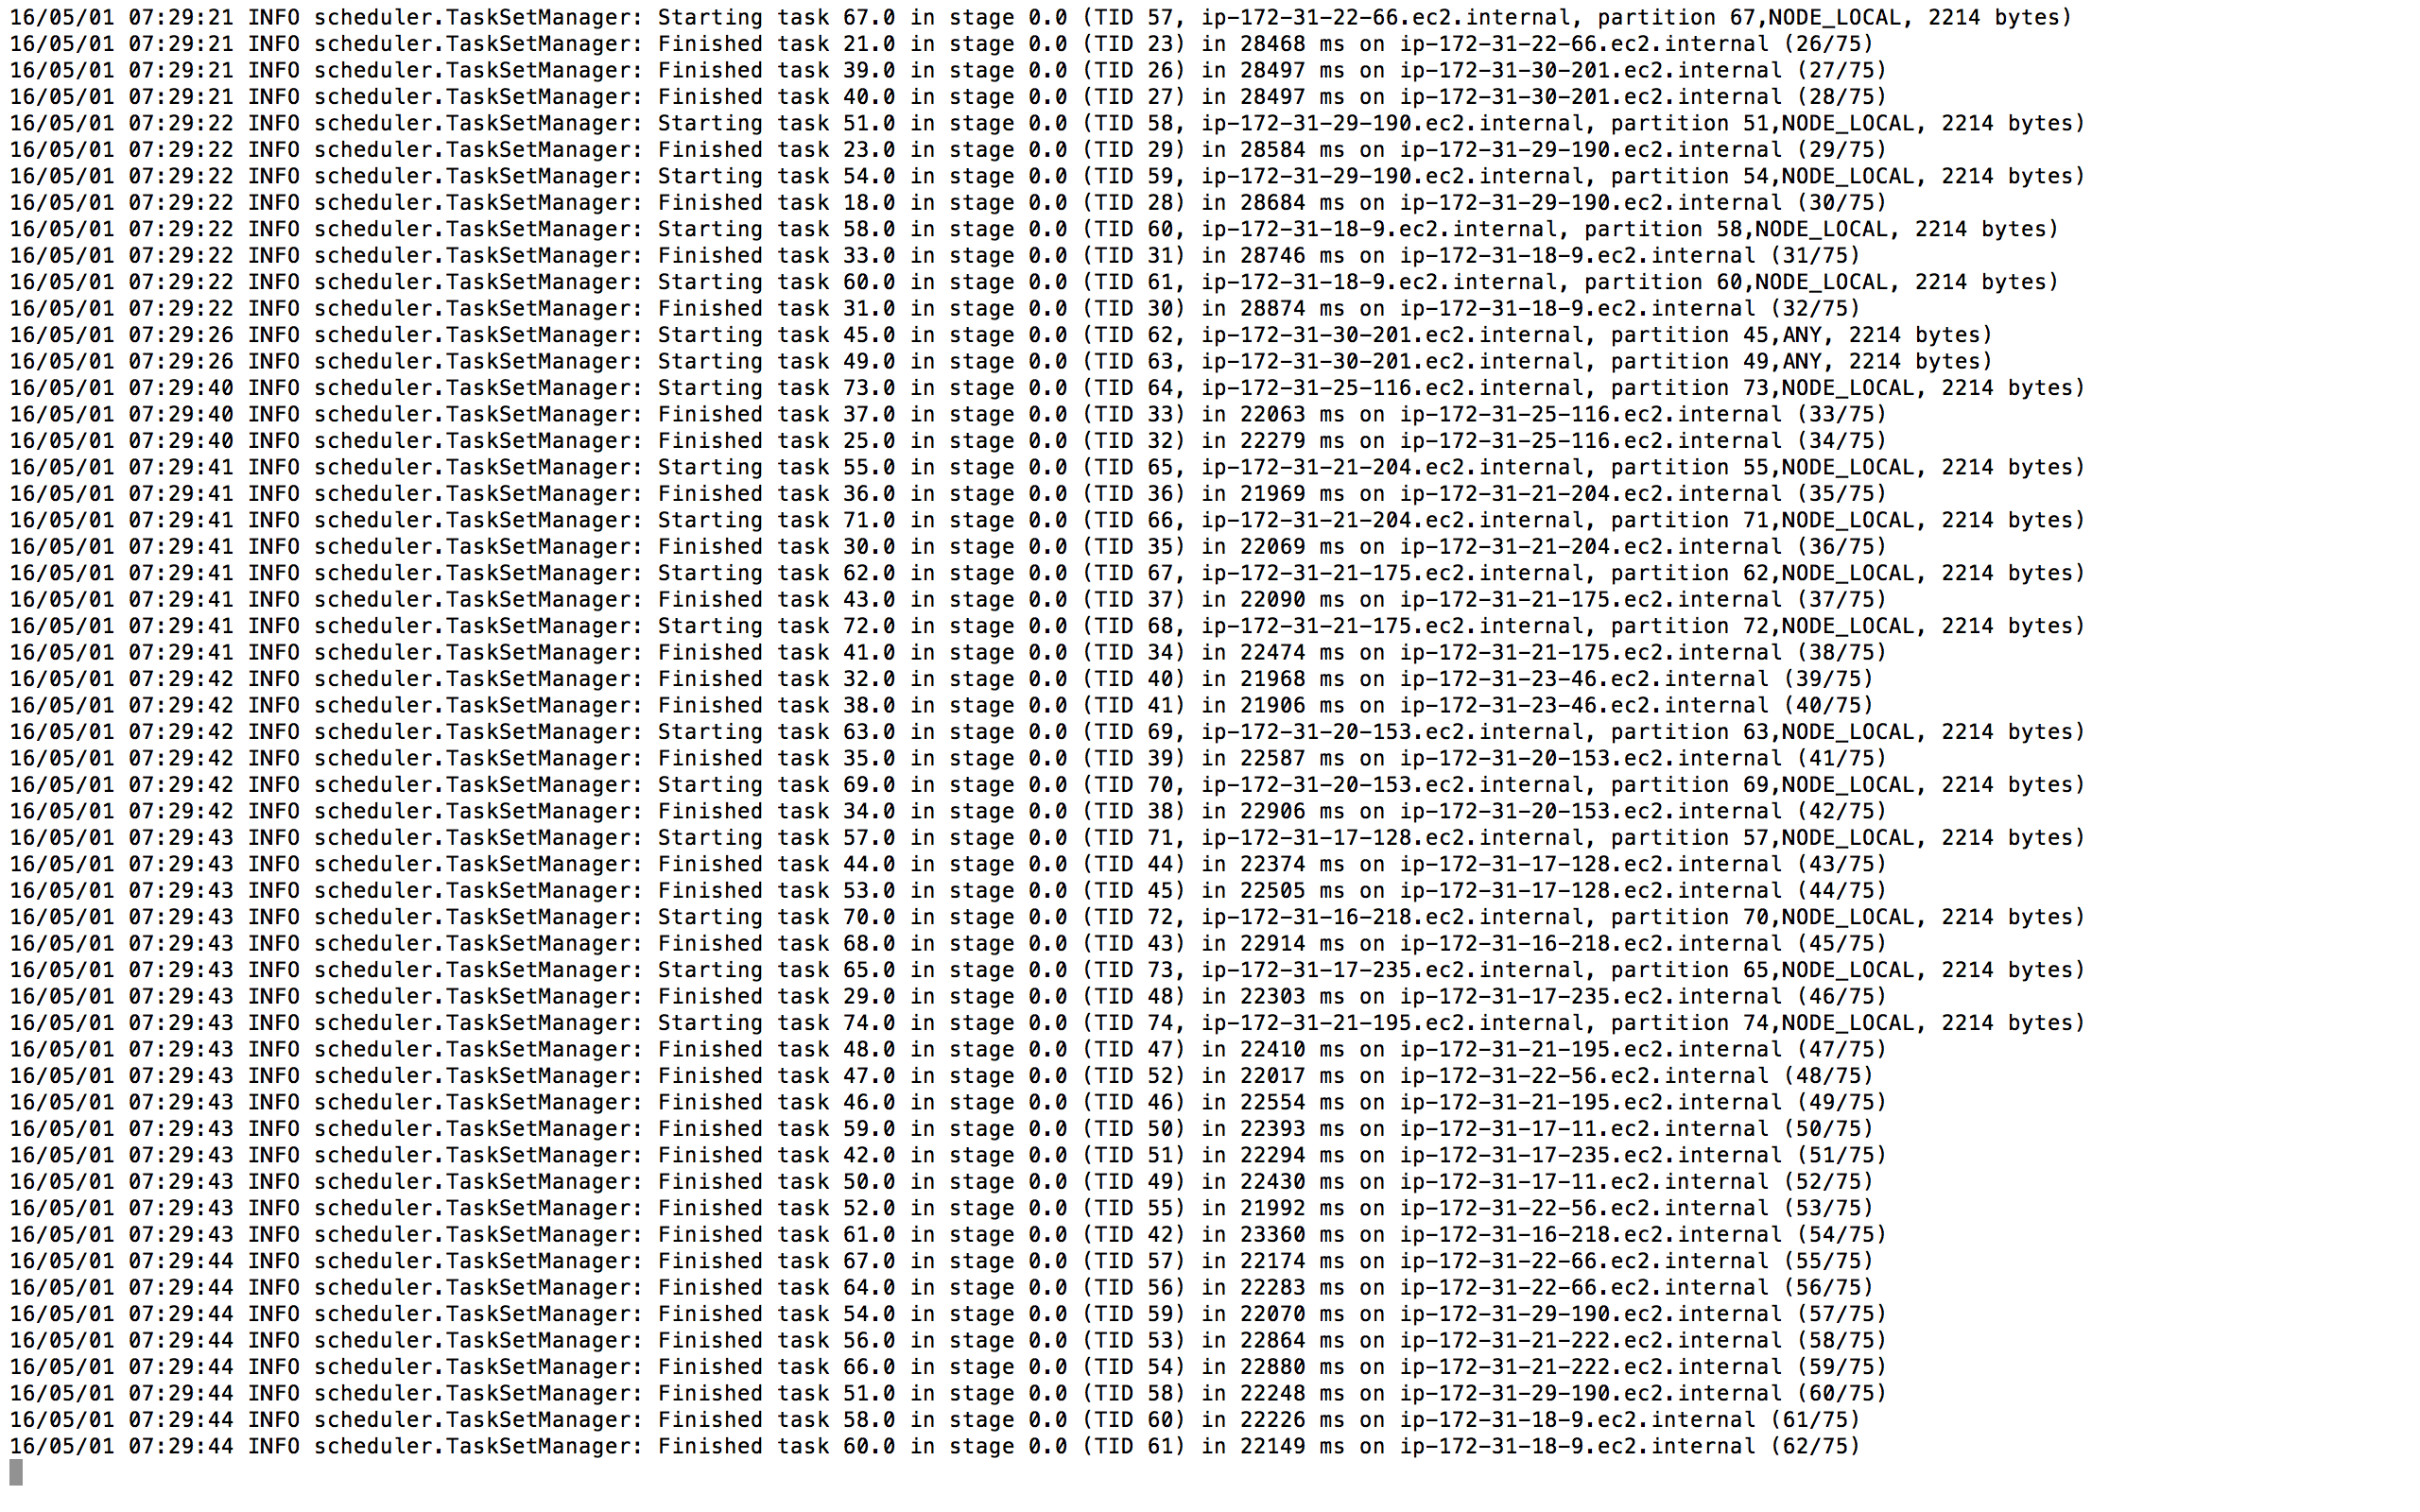 16/05/01 07:29:21 INFO scheduler.TaskSetManager: Starting task 67.0 in stage 0.0 (TID 57, ip-172-31-22-66.ec2.internal, partition 67,NODE_LOCAL, 2214 bytes)
16/05/01 07:29:21 INFO scheduler.TaskSetManager: Finished task 21.0 in stage 0.0 (TID 23) in 28468 ms on ip-172-31-22-66.ec2.internal (26/75)
16/05/01 07:29:21 INFO scheduler.TaskSetManager: Finished task 39.0 in stage 0.0 (TID 26) in 28497 ms on ip-172-31-30-201.ec2.internal (27/75)
16/05/01 07:29:21 INFO scheduler.TaskSetManager: Finished task 40.0 in stage 0.0 (TID 27) in 28497 ms on ip-172-31-30-201.ec2.internal (28/75)
16/05/01 07:29:22 INFO scheduler.TaskSetManager: Starting task 51.0 in stage 0.0 (TID 58, ip-172-31-29-190.ec2.internal, partition 51,NODE_LOCAL, 2214 bytes)
16/05/01 07:29:22 INFO scheduler.TaskSetManager: Finished task 23.0 in stage 0.0 (TID 29) in 28584 ms on ip-172-31-29-190.ec2.internal (29/75)
16/05/01 07:29:22 INFO scheduler.TaskSetManager: Starting task 54.0 in stage 0.0 (TID 59, ip-172-31-29-190.ec2.internal, partition 54,NODE_LOCAL, 2214 bytes)
16/05/01 07:29:22 INFO scheduler.TaskSetManager: Finished task 18.0 in stage 0.0 (TID 28) in 28684 ms on ip-172-31-29-190.ec2.internal (30/75)
16/05/01 07:29:22 INFO scheduler.TaskSetManager: Starting task 58.0 in stage 0.0 (TID 60, ip-172-31-18-9.ec2.internal, partition 58,NODE_LOCAL, 2214 bytes)
16/05/01 07:29:22 INFO scheduler.TaskSetManager: Finished task 33.0 in stage 0.0 (TID 31) in 28746 ms on ip-172-31-18-9.ec2.internal (31/75)
16/05/01 07:29:22 INFO scheduler.TaskSetManager: Starting task 60.0 in stage 0.0 (TID 61, ip-172-31-18-9.ec2.internal, partition 60,NODE_LOCAL, 2214 bytes)
16/05/01 07:29:22 INFO scheduler.TaskSetManager: Finished task 31.0 in stage 0.0 (TID 30) in 28874 ms on ip-172-31-18-9.ec2.internal (32/75)
16/05/01 07:29:26 INFO scheduler.TaskSetManager: Starting task 45.0 in stage 0.0 (TID 62, ip-172-31-30-201.ec2.internal, partition 45,ANY, 2214 bytes)
16/05/01 07:29:26 INFO scheduler.TaskSetManager: Starting task 49.0 in stage 0.0 (TID 63, ip-172-31-30-201.ec2.internal, partition 49,ANY, 2214 bytes)
16/05/01 07:29:40 INFO scheduler.TaskSetManager: Starting task 73.0 in stage 0.0 (TID 64, ip-172-31-25-116.ec2.internal, partition 73,NODE_LOCAL, 2214 bytes)
16/05/01 07:29:40 INFO scheduler.TaskSetManager: Finished task 37.0 in stage 0.0 (TID 33) in 22063 ms on ip-172-31-25-116.ec2.internal (33/75)
16/05/01 07:29:40 INFO scheduler.TaskSetManager: Finished task 25.0 in stage 0.0 (TID 32) in 22279 ms on ip-172-31-25-116.ec2.internal (34/75)
16/05/01 07:29:41 INFO scheduler.TaskSetManager: Starting task 55.0 in stage 0.0 (TID 65, ip-172-31-21-204.ec2.internal, partition 55,NODE_LOCAL, 2214 bytes)
16/05/01 07:29:41 INFO scheduler.TaskSetManager: Finished task 36.0 in stage 0.0 (TID 36) in 21969 ms on ip-172-31-21-204.ec2.internal (35/75)
16/05/01 07:29:41 INFO scheduler.TaskSetManager: Starting task 71.0 in stage 0.0 (TID 66, ip-172-31-21-204.ec2.internal, partition 71,NODE_LOCAL, 2214 bytes)
16/05/01 07:29:41 INFO scheduler.TaskSetManager: Finished task 30.0 in stage 0.0 (TID 35) in 22069 ms on ip-172-31-21-204.ec2.internal (36/75)
16/05/01 07:29:41 INFO scheduler.TaskSetManager: Starting task 62.0 in stage 0.0 (TID 67, ip-172-31-21-175.ec2.internal, partition 62,NODE_LOCAL, 2214 bytes)
16/05/01 07:29:41 INFO scheduler.TaskSetManager: Finished task 43.0 in stage 0.0 (TID 37) in 22090 ms on ip-172-31-21-175.ec2.internal (37/75)
16/05/01 07:29:41 INFO scheduler.TaskSetManager: Starting task 72.0 in stage 0.0 (TID 68, ip-172-31-21-175.ec2.internal, partition 72,NODE_LOCAL, 2214 bytes)
16/05/01 07:29:41 INFO scheduler.TaskSetManager: Finished task 41.0 in stage 0.0 (TID 34) in 22474 ms on ip-172-31-21-175.ec2.internal (38/75)
16/05/01 07:29:42 INFO scheduler.TaskSetManager: Finished task 32.0 in stage 0.0 (TID 40) in 21968 ms on ip-172-31-23-46.ec2.internal (39/75)
16/05/01 07:29:42 INFO scheduler.TaskSetManager: Finished task 38.0 in stage 0.0 (TID 41) in 21906 ms on ip-172-31-23-46.ec2.internal (40/75)
16/05/01 07:29:42 INFO scheduler.TaskSetManager: Starting task 63.0 in stage 0.0 (TID 69, ip-172-31-20-153.ec2.internal, partition 63,NODE_LOCAL, 2214 bytes)
16/05/01 07:29:42 INFO scheduler.TaskSetManager: Finished task 35.0 in stage 0.0 (TID 39) in 22587 ms on ip-172-31-20-153.ec2.internal (41/75)
16/05/01 07:29:42 INFO scheduler.TaskSetManager: Starting task 69.0 in stage 0.0 (TID 70, ip-172-31-20-153.ec2.internal, partition 69,NODE_LOCAL, 2214 bytes)
16/05/01 07:29:42 INFO scheduler.TaskSetManager: Finished task 34.0 in stage 0.0 (TID 38) in 22906 ms on ip-172-31-20-153.ec2.internal (42/75)
16/05/01 07:29:43 INFO scheduler.TaskSetManager: Starting task 57.0 in stage 0.0 (TID 71, ip-172-31-17-128.ec2.internal, partition 57,NODE_LOCAL, 2214 bytes)
16/05/01 07:29:43 INFO scheduler.TaskSetManager: Finished task 44.0 in stage 0.0 (TID 44) in 22374 ms on ip-172-31-17-128.ec2.internal (43/75)
16/05/01 07:29:43 INFO scheduler.TaskSetManager: Finished task 53.0 in stage 0.0 (TID 45) in 22505 ms on ip-172-31-17-128.ec2.internal (44/75)
16/05/01 07:29:43 INFO scheduler.TaskSetManager: Starting task 70.0 in stage 0.0 (TID 72, ip-172-31-16-218.ec2.internal, partition 70,NODE_LOCAL, 2214 bytes)
16/05/01 07:29:43 INFO scheduler.TaskSetManager: Finished task 68.0 in stage 0.0 (TID 43) in 22914 ms on ip-172-31-16-218.ec2.internal (45/75)
16/05/01 07:29:43 INFO scheduler.TaskSetManager: Starting task 65.0 in stage 0.0 (TID 73, ip-172-31-17-235.ec2.internal, partition 65,NODE_LOCAL, 2214 bytes)
16/05/01 07:29:43 INFO scheduler.TaskSetManager: Finished task 29.0 in stage 0.0 (TID 48) in 22303 ms on ip-172-31-17-235.ec2.internal (46/75)
16/05/01 07:29:43 INFO scheduler.TaskSetManager: Starting task 74.0 in stage 0.0 (TID 74, ip-172-31-21-195.ec2.internal, partition 74,NODE_LOCAL, 2214 bytes)
16/05/01 07:29:43 INFO scheduler.TaskSetManager: Finished task 48.0 in stage 0.0 (TID 47) in 22410 ms on ip-172-31-21-195.ec2.internal (47/75)
16/05/01 07:29:43 INFO scheduler.TaskSetManager: Finished task 47.0 in stage 0.0 (TID 52) in 22017 ms on ip-172-31-22-56.ec2.internal (48/75)
16/05/01 07:29:43 INFO scheduler.TaskSetManager: Finished task 46.0 in stage 0.0 (TID 46) in 22554 ms on ip-172-31-21-195.ec2.internal (49/75)
16/05/01 07:29:43 INFO scheduler.TaskSetManager: Finished task 59.0 in stage 0.0 (TID 50) in 22393 ms on ip-172-31-17-11.ec2.internal (50/75)
16/05/01 07:29:43 INFO scheduler.TaskSetManager: Finished task 42.0 in stage 0.0 (TID 51) in 22294 ms on ip-172-31-17-235.ec2.internal (51/75)
16/05/01 07:29:43 INFO scheduler.TaskSetManager: Finished task 50.0 in stage 0.0 (TID 49) in 22430 ms on ip-172-31-17-11.ec2.internal (52/75)
16/05/01 07:29:43 INFO scheduler.TaskSetManager: Finished task 52.0 in stage 0.0 (TID 55) in 21992 ms on ip-172-31-22-56.ec2.internal (53/75)
16/05/01 07:29:43 INFO scheduler.TaskSetManager: Finished task 61.0 in stage 0.0 (TID 42) in 23360 ms on ip-172-31-16-218.ec2.internal (54/75)
16/05/01 07:29:44 INFO scheduler.TaskSetManager: Finished task 67.0 in stage 0.0 (TID 57) in 22174 ms on ip-172-31-22-66.ec2.internal (55/75)
16/05/01 07:29:44 INFO scheduler.TaskSetManager: Finished task 64.0 in stage 0.0 (TID 56) in 22283 ms on ip-172-31-22-66.ec2.internal (56/75)
16/05/01 07:29:44 INFO scheduler.TaskSetManager: Finished task 54.0 in stage 0.0 (TID 59) in 22070 ms on ip-172-31-29-190.ec2.internal (57/75)
16/05/01 07:29:44 INFO scheduler.TaskSetManager: Finished task 56.0 in stage 0.0 (TID 53) in 22864 ms on ip-172-31-21-222.ec2.internal (58/75)
16/05/01 07:29:44 INFO scheduler.TaskSetManager: Finished task 66.0 in stage 0.0 (TID 54) in 22880 ms on ip-172-31-21-222.ec2.internal (59/75)
16/05/01 07:29:44 INFO scheduler.TaskSetManager: Finished task 51.0 in stage 0.0 (TID 58) in 22248 ms on ip-172-31-29-190.ec2.internal (60/75)
16/05/01 07:29:44 INFO scheduler.TaskSetManager: Finished task 58.0 in stage 0.0 (TID 60) in 22226 ms on ip-172-31-18-9.ec2.internal (61/75)
16/05/01 07:29:44 INFO scheduler.TaskSetManager: Finished task 60.0 in stage 0.0 (TID 61) in 22149 ms on ip-172-31-18-9.ec2.internal (62/75)